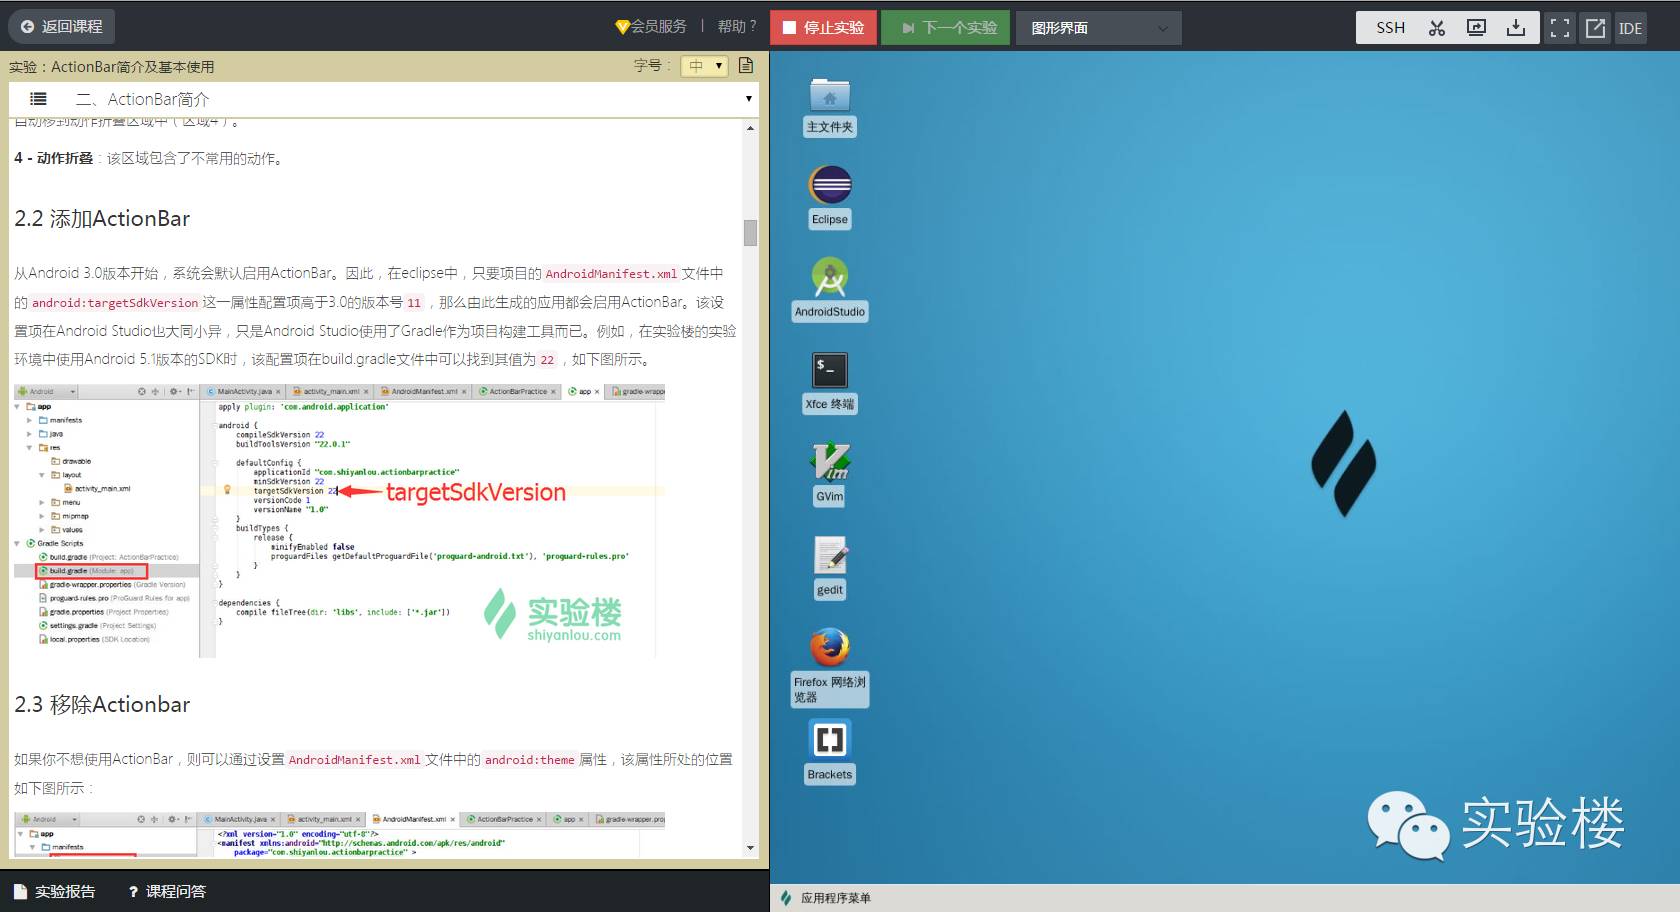 返回课程
会员服务 | 帮助 ?
停止实验
下一个实验
图形界面
SSH
IDE
实验：ActionBar简介及基本使用
字号： 中
二、ActionBar简介
自动移到动作折叠区域中（区域4）。
4 - 动作折叠：该区域包含了不常用的动作。
2.2 添加ActionBar
从Android 3.0版本开始，系统会默认启用ActionBar。因此，在eclipse中，只要项目的 AndroidManifest.xml 文件中
的 android:targetSdkVersion 这一属性配置项高于3.0的版本号 11 ，那么由此生成的应用都会启用ActionBar。该设
置项在Android Studio也大同小异，只是Android Studio使用了Gradle作为项目构建工具而已。例如，在实验楼的实验
环境中使用Android 5.1版本的SDK时，该配置项在build.gradle文件中可以找到其值为 22 ，如下图所示。
Android
MainActivity.java × activity_main.xml × AndroidManifest.xml × ActionBarPractice × app × gradle-wrapper
app
manifests
java
res
drawable
layout
activity_main.xml
menu
mipmap
values
Gradle Scripts
build.gradle (Project: ActionBarPractice)
build.gradle (Module: app)
gradle-wrapper.properties (Gradle Version)
proguard-rules.pro (ProGuard Rules for app)
gradle.properties (Project Properties)
settings.gradle (Project Settings)
local.properties (SDK Location)
apply plugin: 'com.android.application'
android {
compileSdkVersion 22
buildToolsVersion "22.0.1"
defaultConfig {
applicationId "com.shiyanlou.actionbarpractice"
minSdkVersion 22
targetSdkVersion 22
versionCode 1
versionName "1.0"
}
buildTypes {
release {
minifyEnabled false
proguardFiles getDefaultProguardFile('proguard-android.txt'), 'proguard-rules.pro'
}
}
}
dependencies {
compile fileTree(dir: 'libs', include: ['*.jar'])
}
targetSdkVersion
实验楼
shiyanlou.com
2.3 移除Actionbar
如果你不想使用ActionBar，则可以通过设置 AndroidManifest.xml 文件中的 android:theme 属性，该属性所处的位置
如下图所示：
Android
MainActivity.java × activity_main.xml × AndroidManifest.xml × ActionBarPractice × app × gradle-wrapper.pro
app
manifests
<?xml version="1.0" encoding="utf-8"?>
<manifest xmlns:android="http://schemas.android.com/apk/res/android"
package="com.shiyanlou.actionbarpractice" >
实验报告
? 课程问答
主文件夹
Eclipse
AndroidStudio
$_
Xfce 终端
Vim
GVim
gedit
Firefox 网络浏
览器
Brackets
实验楼
应用程序菜单